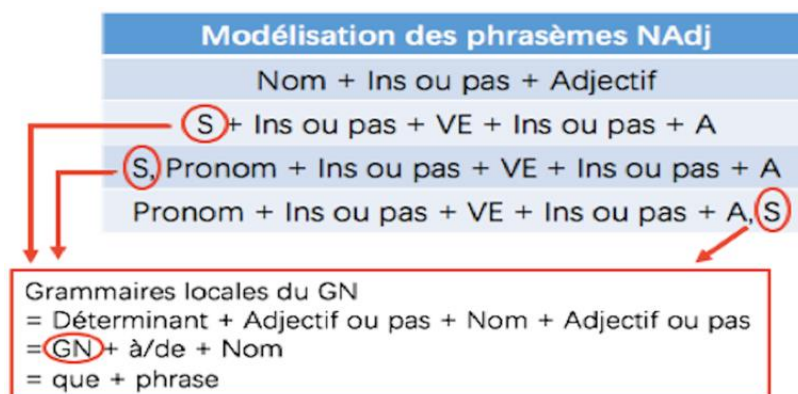 Modélisation des phrasèmes NAdj
Nom + Ins ou pas + Adjectif
S + Ins ou pas + VE + Ins ou pas + A
S, Pronom + Ins ou pas + VE + Ins ou pas + A
Pronom + Ins ou pas + VE + Ins ou pas + A, S
Grammaires locales du GN
= Déterminant + Adjectif ou pas + Nom + Adjectif ou pas
= GN + à/de + Nom
= que + phrase